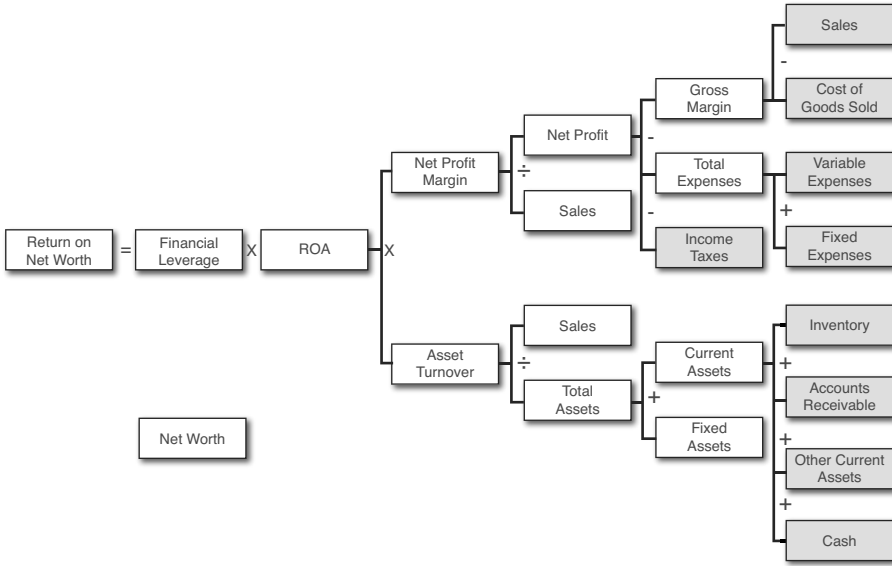 Sales
-
Gross
Margin
Cost of
Goods Sold
Net Profit
-
Net Profit
Margin
÷
Total
Expenses
Variable
Expenses
Sales
-
+
Return on
Net Worth
=
Financial
Leverage
X
ROA
X
Income
Taxes
Fixed
Expenses
Sales
Inventory
Asset
Turnover
÷
Current
Assets
+
Total
Assets
+
Accounts
Receivable
Net Worth
Fixed
Assets
+
Other Current
Assets
+
Cash